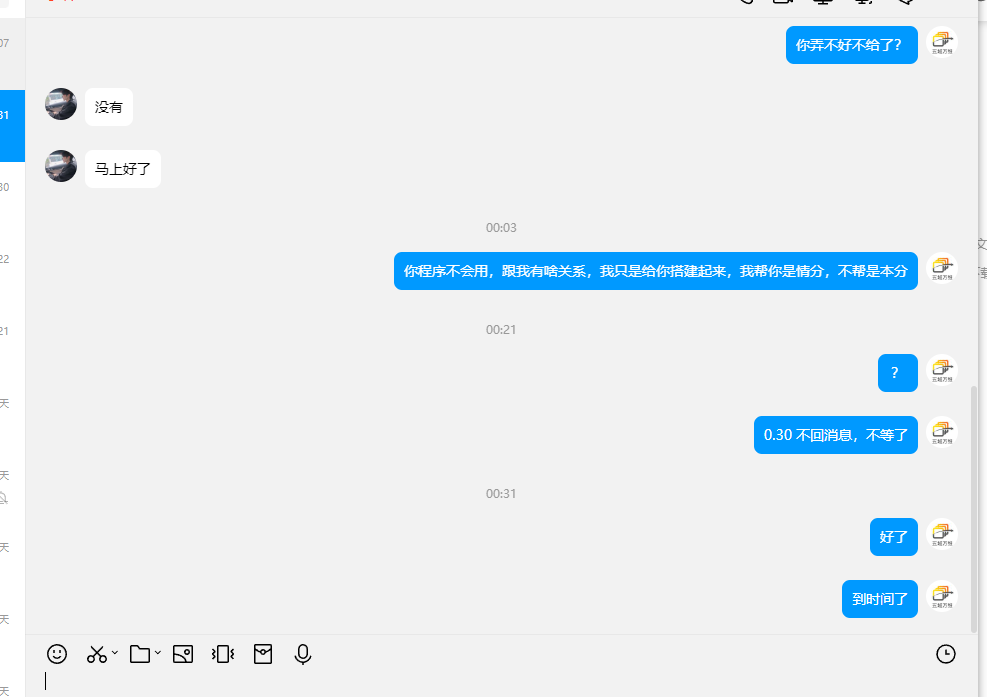 07
你弄不好不给了？
31
没有
马上好了
30
00:03
22
你程序不会用，跟我有啥关系，我只是给你搭建起来，我帮你是情分，不帮是本分
21
00:21
？
天
0.30 不回消息，不等了
天
00:31
好了
天
到时间了
天
天